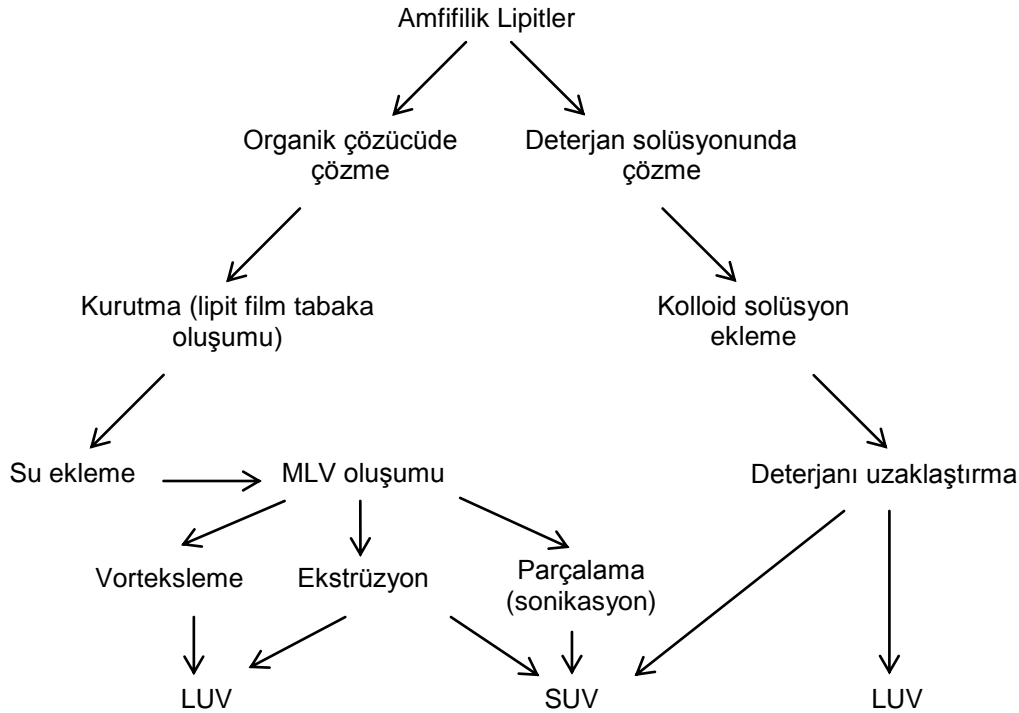 Amfifilik Lipitler
Organik çözücüde
çözme
Deterjan solüsyonunda
çözme
Kurutma (lipit film tabaka
oluşumu)
Kolloid solüsyon
ekleme
Su ekleme
MLV oluşumu
Deterjanı uzaklaştırma
Vorteksleme
Ekstrüzyon
Parçalama
(sonikasyon)
LUV
SUV
LUV